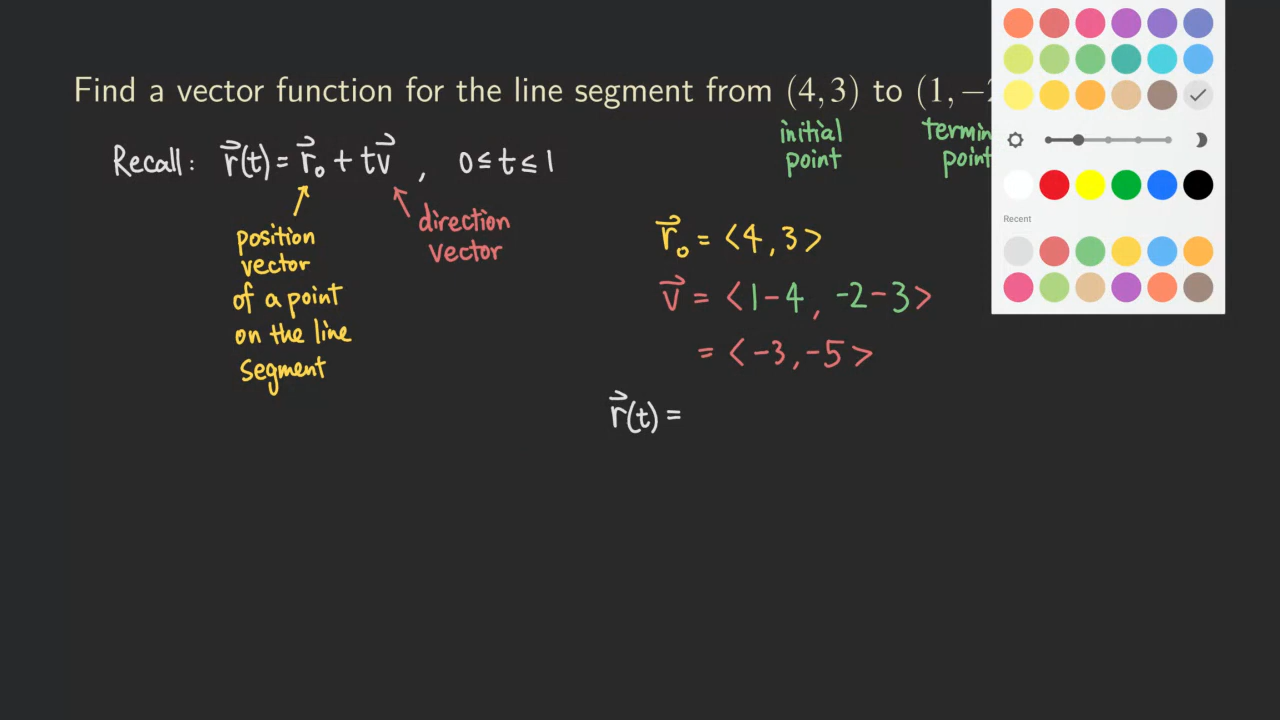 Find a vector function for the line segment from (4, 3) to (1, −
initial point
Recall: r⃗(t) = r⃗₀ + tv⃗ , 0 ≤ t ≤ 1
position vector of a point on the line segment
direction vector
r⃗₀ = <4, 3>
v⃗ = <1-4, -2-3>
= <-3, -5>
r⃗(t) =
Recent